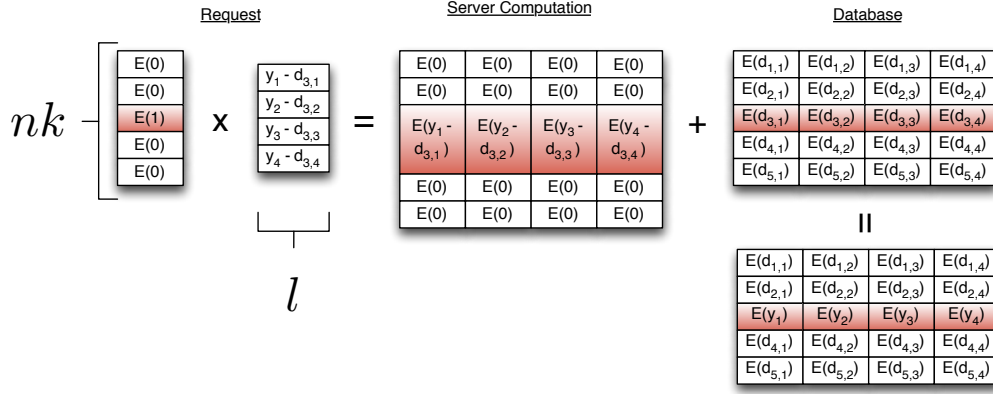 Request
Server Computation
Database
nk
E(0)
E(0)
E(1)
E(0)
E(0)
x
y1 - d3,1
y2 - d3,2
y3 - d3,3
y4 - d3,4
l
=
E(0) E(0) E(0) E(0)
E(0) E(0) E(0) E(0)
E(y1 - E(y2 - E(y3 - E(y4 -
d3,1) d3,2) d3,3) d3,4)
E(0) E(0) E(0) E(0)
E(0) E(0) E(0) E(0)
+
E(d1,1) E(d1,2) E(d1,3) E(d1,4)
E(d2,1) E(d2,2) E(d2,3) E(d2,4)
E(d3,1) E(d3,2) E(d3,3) E(d3,4)
E(d4,1) E(d4,2) E(d4,3) E(d4,4)
E(d5,1) E(d5,2) E(d5,3) E(d5,4)
=
E(d1,1) E(d1,2) E(d1,3) E(d1,4)
E(d2,1) E(d2,2) E(d2,3) E(d2,4)
E(y1) E(y2) E(y3) E(y4)
E(d4,1) E(d4,2) E(d4,3) E(d4,4)
E(d5,1) E(d5,2) E(d5,3) E(d5,4)